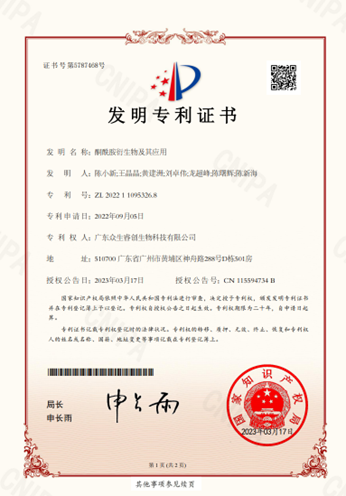 证书号第5787468号
发明专利证书
发 明 名 称:酮酰胺衍生物及其应用
发 明 人:陈小新;王晶晶;黄建洲;刘卓伟;龙超峰;陈曙辉;陈新海
专 利 号:ZL 2022 1 1095326.8
专利申请日:2022年09月05日
专 利 权 人:广东众生睿创生物科技有限公司
地 址:510700 广东省广州市黄埔区神舟路288号D栋301房
授权公告日:2023年03月17日 授权公告号:CN 115594734 B
国家知识产权局依照中华人民共和国专利法进行审查,决定授予专利权,颁发发明专利证书
并在专利登记簿上予以登记。专利权自授权公告之日起生效。专利权期限为二十年,自申请日起
算。
专利证书记载专利权登记时的法律状况。专利权的转移、质押、无效、终止、恢复和专利权
人的姓名或名称、国籍、地址变更等事项记载在专利登记簿上。
局长
申长雨
申长雨
国家知识产权局
2023年03月17日
第 1 页 (共 2 页)
其他事项参见续页
CNIPA